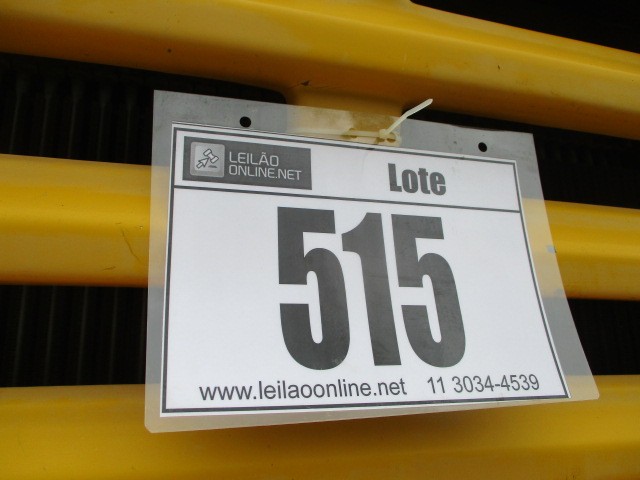 LEILÃO
ONLINE.NET
Lote
515
www.leilaoonline.net 11 3034-4539